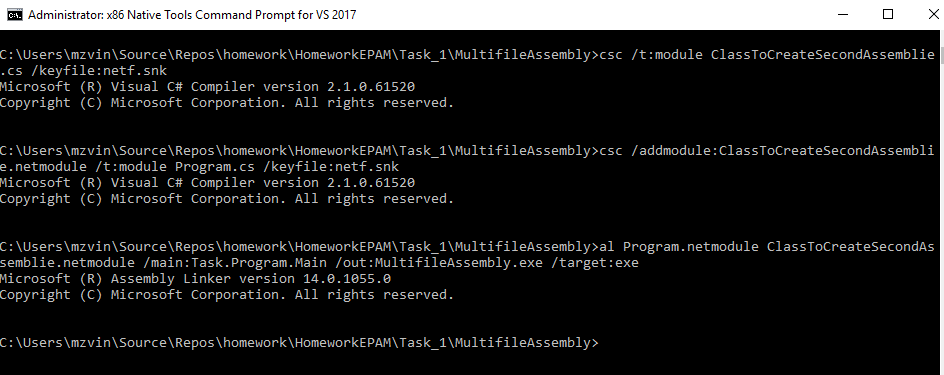 Administrator: x86 Native Tools Command Prompt for VS 2017
C:\Users\mzvin\Source\Repos\homework\HomeworkEPAM\Task_1\MultifileAssembly>csc /t:module ClassToCreateSecondAssemblie
.cs /keyfile:netf.snk
Microsoft (R) Visual C# Compiler version 2.1.0.61520
Copyright (C) Microsoft Corporation. All rights reserved.
C:\Users\mzvin\Source\Repos\homework\HomeworkEPAM\Task_1\MultifileAssembly>csc /addmodule:ClassToCreateSecondAssembli
e.netmodule /t:module Program.cs /keyfile:netf.snk
Microsoft (R) Visual C# Compiler version 2.1.0.61520
Copyright (C) Microsoft Corporation. All rights reserved.
C:\Users\mzvin\Source\Repos\homework\HomeworkEPAM\Task_1\MultifileAssembly>al Program.netmodule ClassToCreateSecondAs
semblie.netmodule /main:Task.Program.Main /out:MultifileAssembly.exe /target:exe
Microsoft (R) Assembly Linker version 14.0.1055.0
Copyright (C) Microsoft Corporation. All rights reserved.
C:\Users\mzvin\Source\Repos\homework\HomeworkEPAM\Task_1\MultifileAssembly>